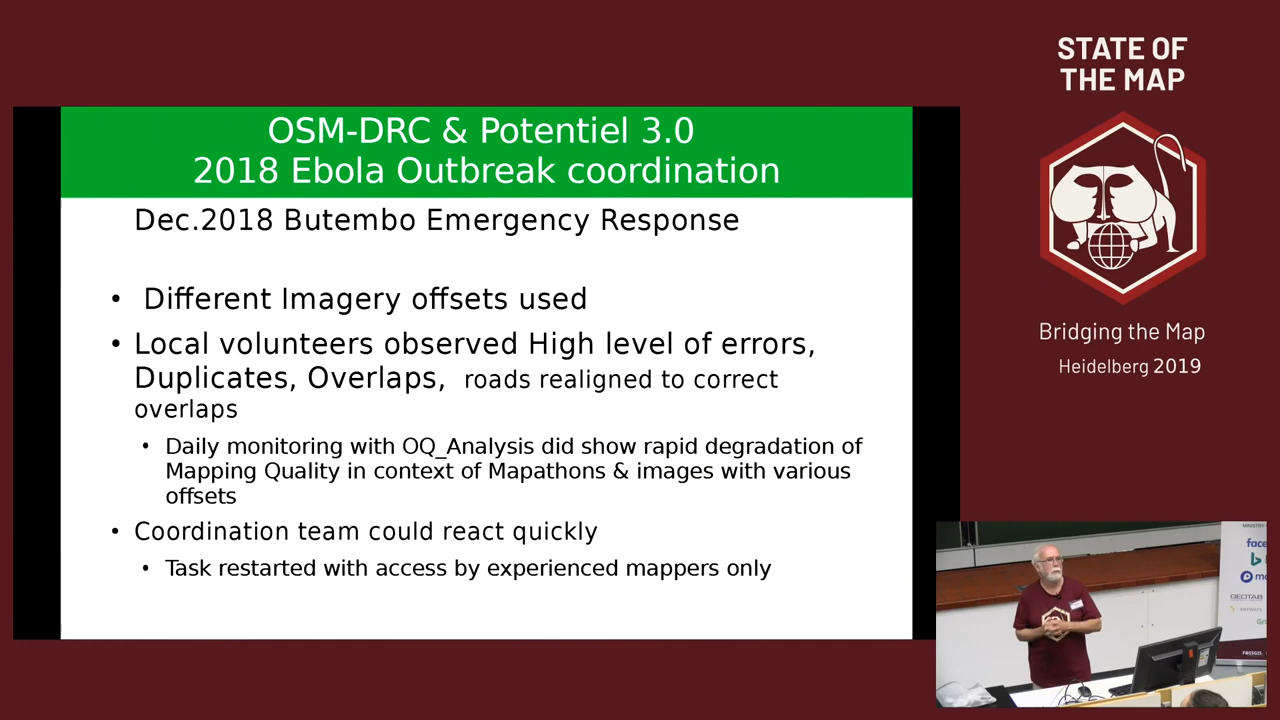 STATE OF
THE MAP
OSM-DRC & Potentiel 3.0
2018 Ebola Outbreak coordination
Dec.2018 Butembo Emergency Response
• Different Imagery offsets used
• Local volunteers observed High level of errors,
Duplicates, Overlaps, roads realigned to correct
overlaps
• Daily monitoring with OQ_Analysis did show rapid degradation of
Mapping Quality in context of Mapathons & images with various
offsets
• Coordination team could react quickly
• Task restarted with access by experienced mappers only
Bridging the Map
Heidelberg 2019
GEOTAB